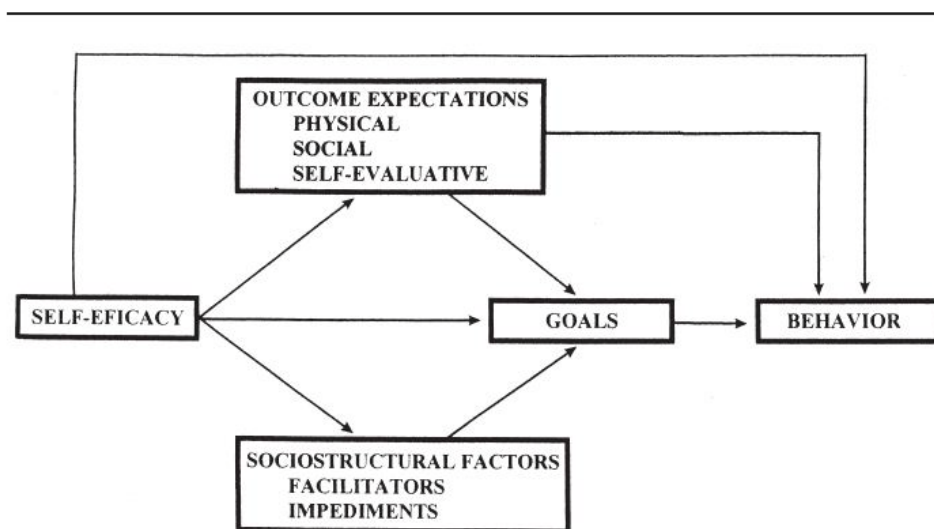 OUTCOME EXPECTATIONS
PHYSICAL
SOCIAL
SELF-EVALUATIVE
SELF-EFICACY
GOALS
BEHAVIOR
SOCIOSTRUCTURAL FACTORS
FACILITATORS
IMPEDIMENTS